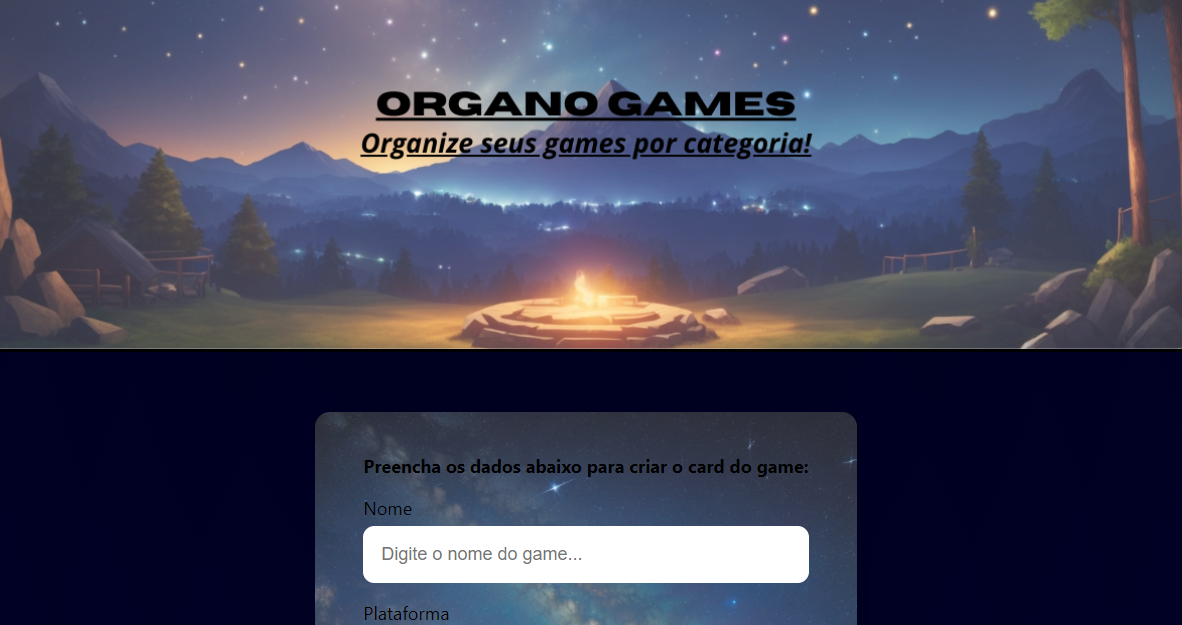 ORGANO GAMES
Organize seus games por categoria!
Preencha os dados abaixo para criar o card do game:
Nome
Digite o nome do game...
Plataforma